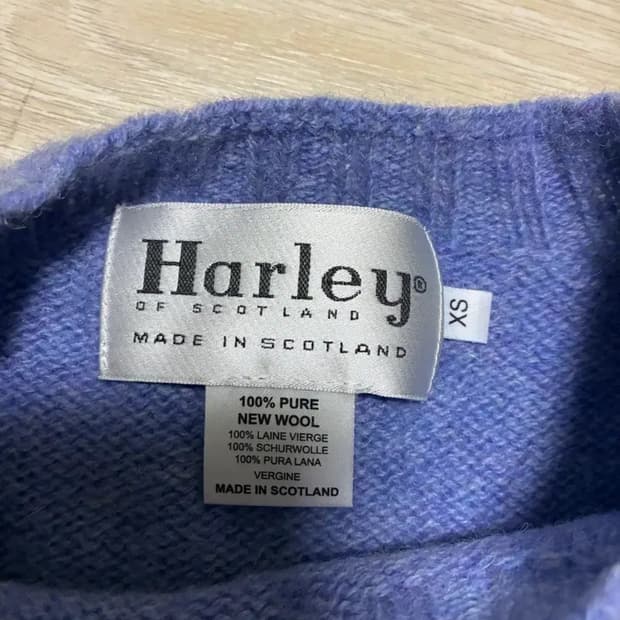 Harley®
OF SCOTLAND
MADE IN SCOTLAND
XS
100% PURE
NEW WOOL
100% LAINE VIERGE
100% SCHURWOLLE
100% PURA LANA
VERGINE
MADE IN SCOTLAND